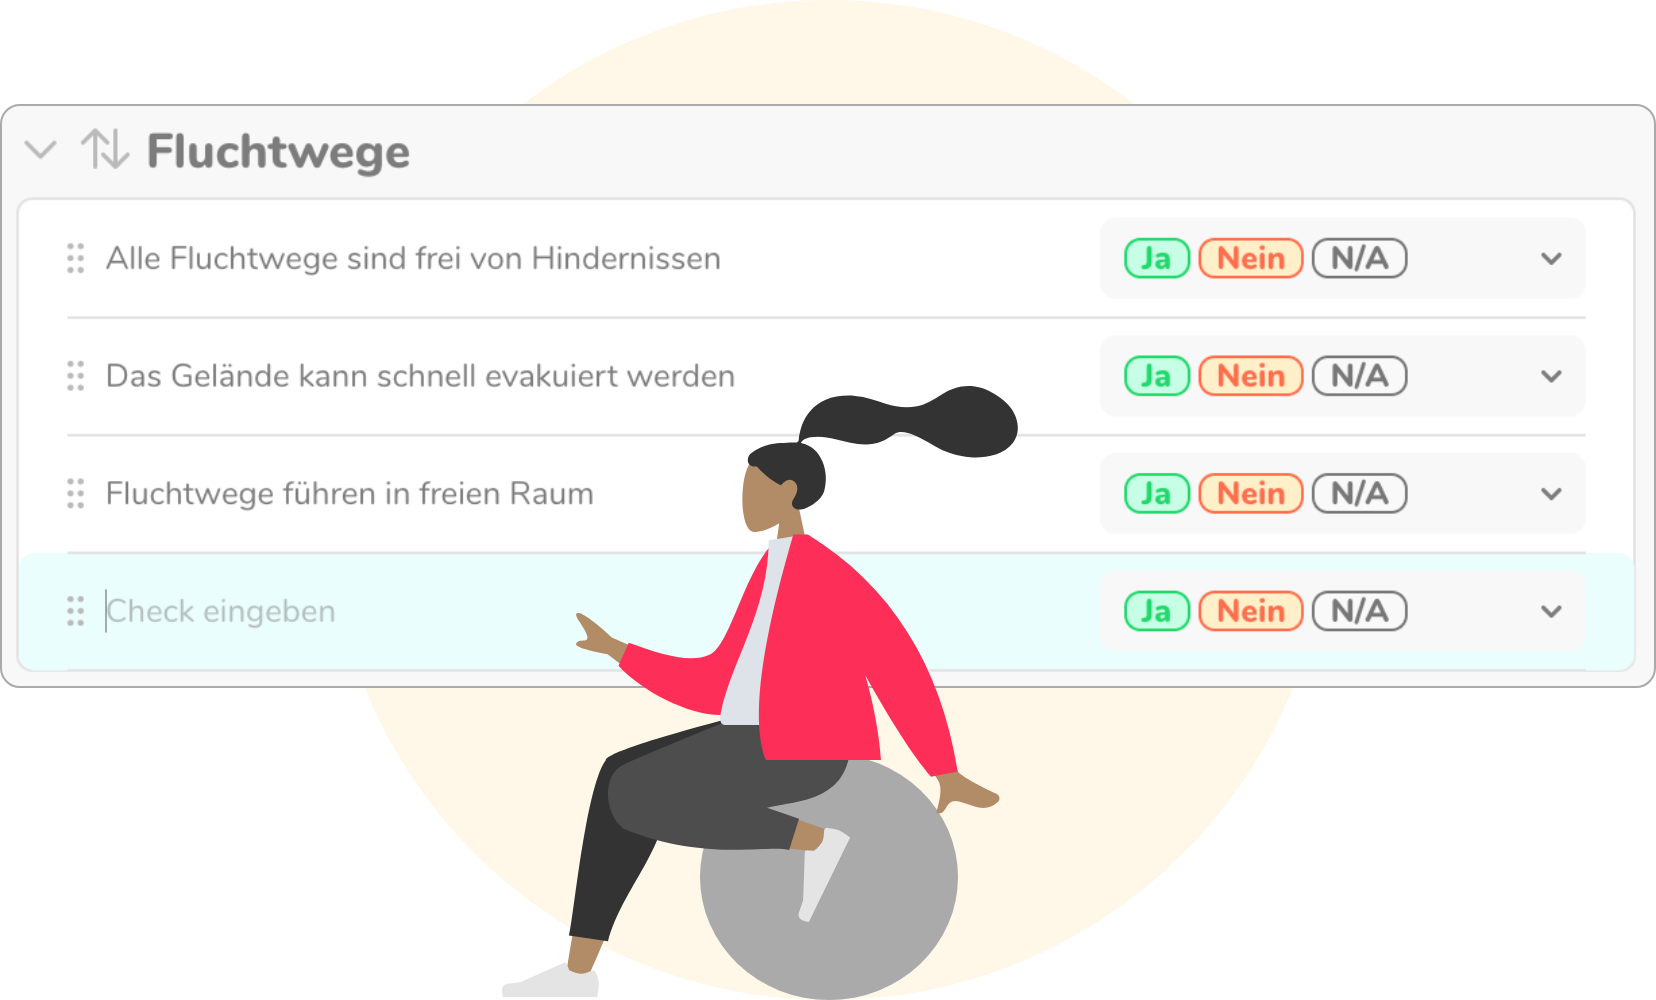 Fluchtwege
Alle Fluchtwege sind frei von Hindernissen Ja Nein N/A
Das Gelände kann schnell evakuiert werden Ja Nein N/A
Fluchtwege führen in freien Raum Ja Nein N/A
Check eingeben Ja Nein N/A